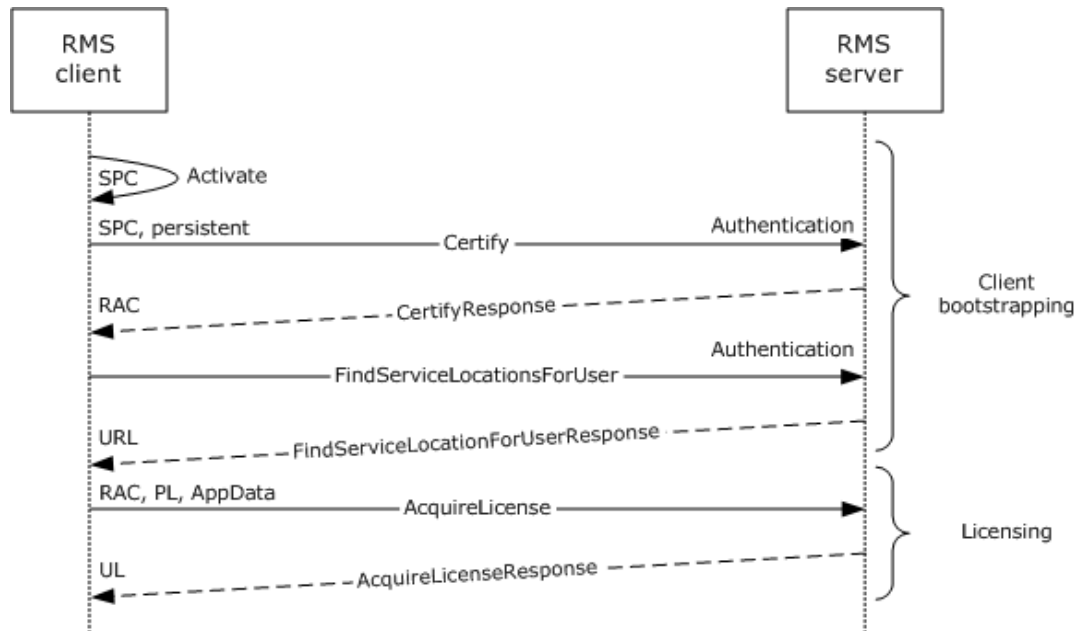 RMS
client
RMS
server
SPC
Activate
SPC, persistent
Authentication
Certify
RAC
CertifyResponse
Client
bootstrapping
Authentication
FindServiceLocationsForUser
URL
FindServiceLocationForUserResponse
RAC, PL, AppData
AcquireLicense
Licensing
UL
AcquireLicenseResponse